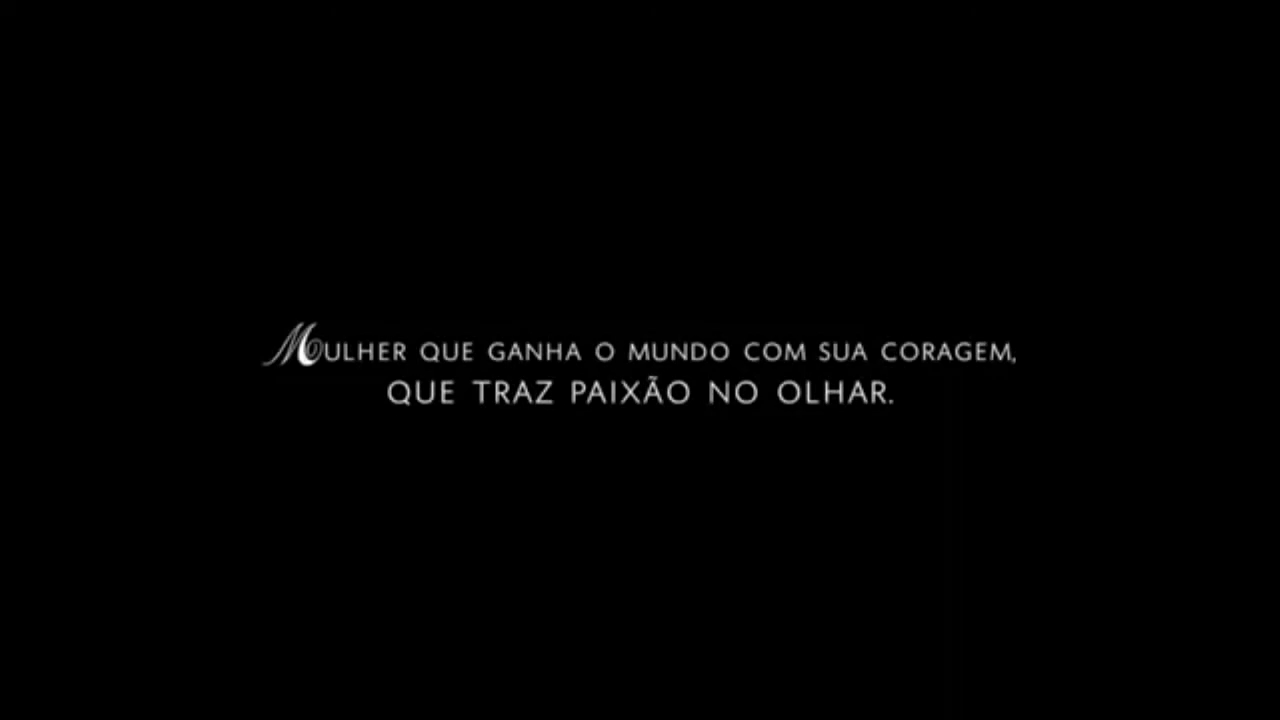 MULHER QUE GANHA O MUNDO COM SUA CORAGEM,
QUE TRAZ PAIXÃO NO OLHAR.